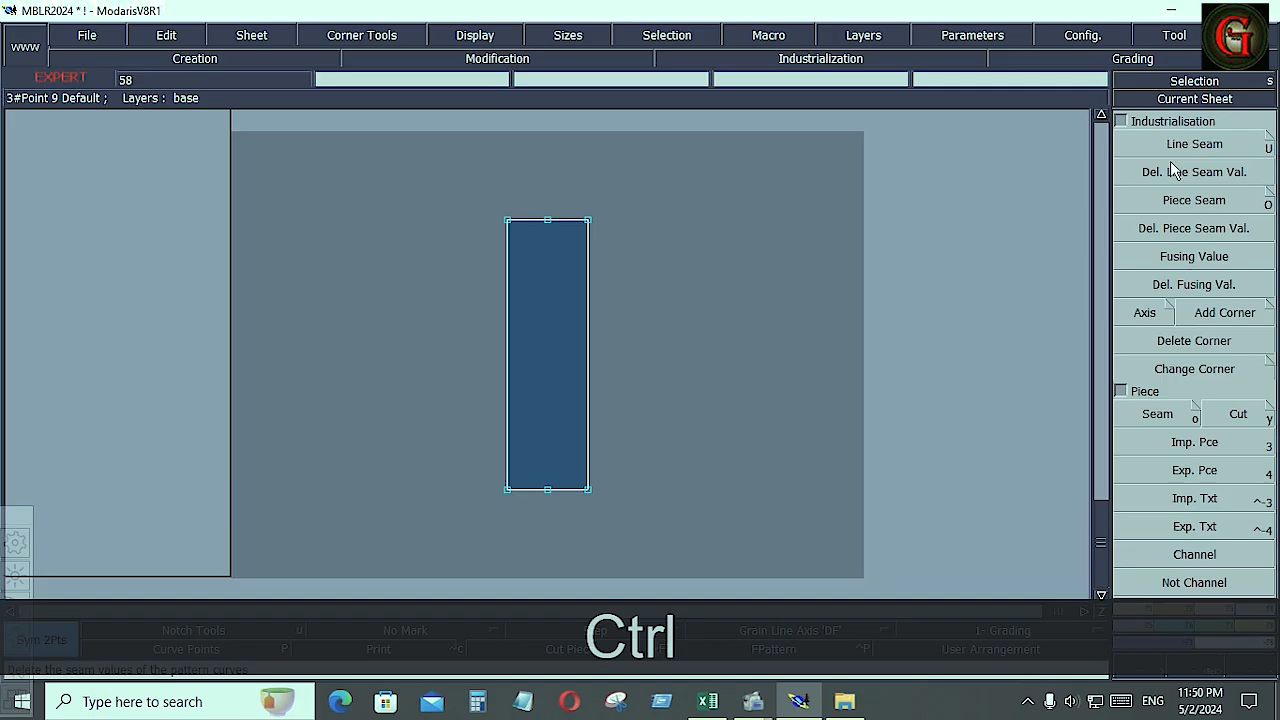 MBLR2024 * ! - ModarisV8R1
www
File Edit Sheet Corner Tools Display Sizes Selection Macro Layers Parameters Config. Tool
Creation Modification Industrialization Grading
EXPERT 58
Selection s
3#Point 9 Default ; Layers : base
Current Sheet
Industrialisation
Line Seam U
Del. Line Seam Val.
Piece Seam O
Del. Piece Seam Val.
Fusing Value
Del. Fusing Val.
Axis Add Corner
Delete Corner
Change Corner
Piece
Seam o Cut y
Imp. Pce 3
Exp. Pce 4
Imp. Txt ^-3
Exp. Txt ^-4
Channel
Not Channel
Ctrl
Sym 2Pts
Notch Tools u No Mark Grain Line Axis 'DF' 1- Grading
Curve Points P Print ~c Cut Piece FPattern ^P User Arrangement
Delete the seam values of the pattern curves
Type here to search
ENG
11:50 PM
5/2/2024